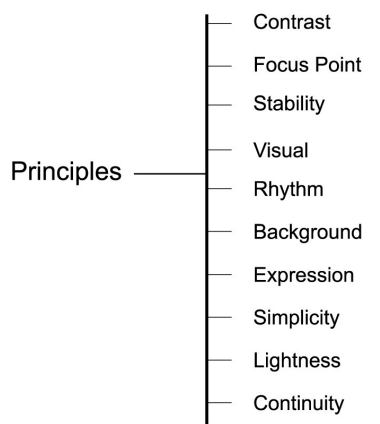 Contrast
Focus Point
Stability
Visual
Principles
Rhythm
Background
Expression
Simplicity
Lightness
Continuity